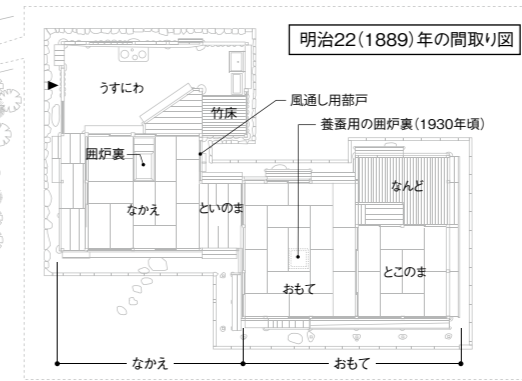 明治22(1889)年の間取り図
うすにわ
竹床
風通し用蔀戸
養蚕用の囲炉裏(1930年頃)
囲炉裏
なかえ
といのま
なんど
おもて
とこのま
なかえ
おもて